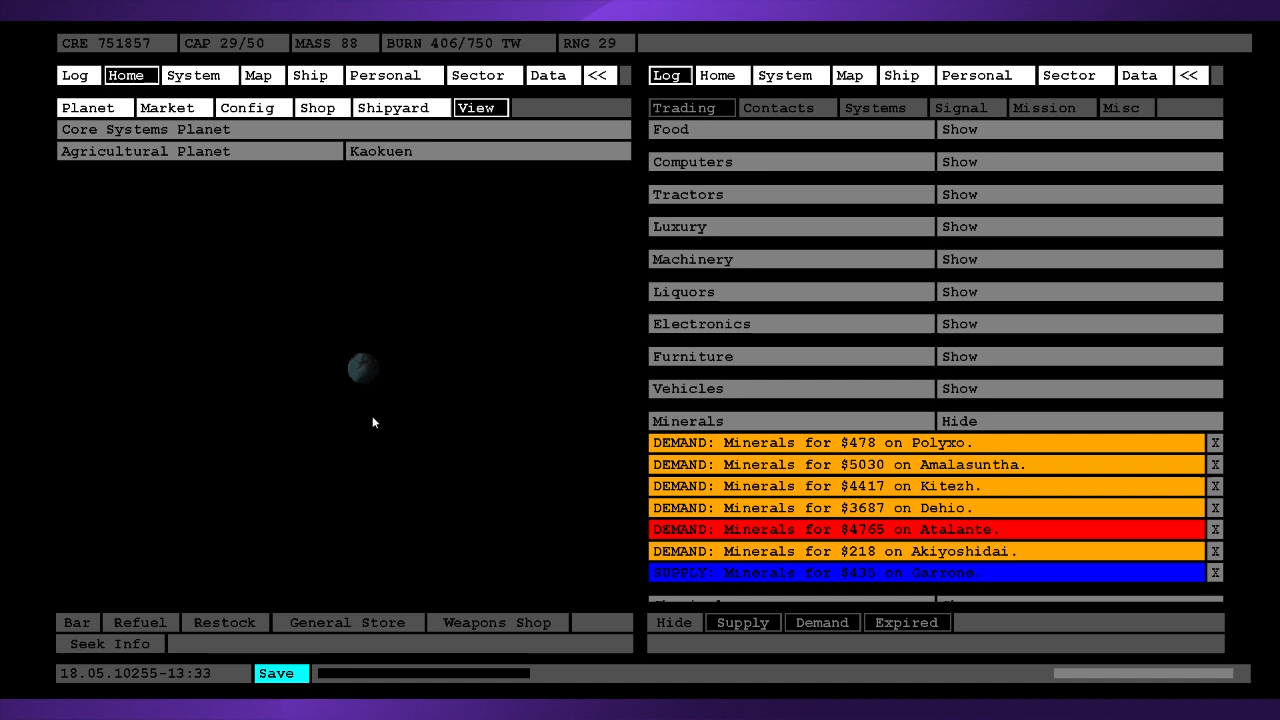 CRE 751857 CAP 29/50 MASS 88 BURN 406/750 TW RNG 29
Log Home System Map Ship Personal Sector Data <<
Planet Market Config Shop Shipyard View
Core Systems Planet
Agricultural Planet Kaokuen
Bar Refuel Restock General Store Weapons Shop
Seek Info
Log Home System Map Ship Personal Sector Data <<
Trading Contacts Systems Signal Mission Misc
Food Show
Computers Show
Tractors Show
Luxury Show
Machinery Show
Liquors Show
Electronics Show
Furniture Show
Vehicles Show
Minerals Hide
DEMAND: Minerals for $478 on Polyxo. X
DEMAND: Minerals for $5030 on Amalasuntha. X
DEMAND: Minerals for $4417 on Kitezh. X
DEMAND: Minerals for $3687 on Dehio. X
DEMAND: Minerals for $4765 on Atalante. X
DEMAND: Minerals for $218 on Akiyoshidai. X
SUPPLY: Minerals for $435 on Garrone. X
Hide Supply Demand Expired
18.05.10255-13:33 Save